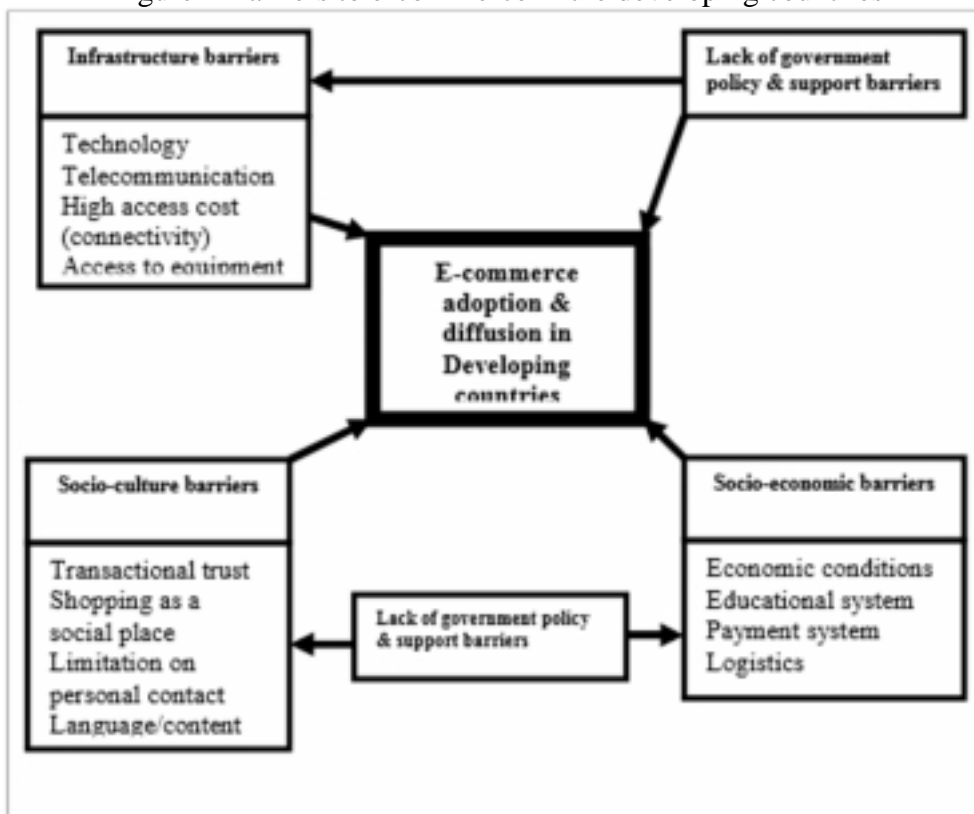 Infrastructure barriers
Technology
Telecommunication
High access cost
(connectivity)
Access to equipment
Lack of government
policy & support barriers
E-commerce
adoption &
diffusion in
Developing
countries
Socio-culture barriers
Transactional trust
Shopping as a
social place
Limitation on
personal contact
Language/content
Lack of government policy
& support barriers
Socio-economic barriers
Economic conditions
Educational system
Payment system
Logistics